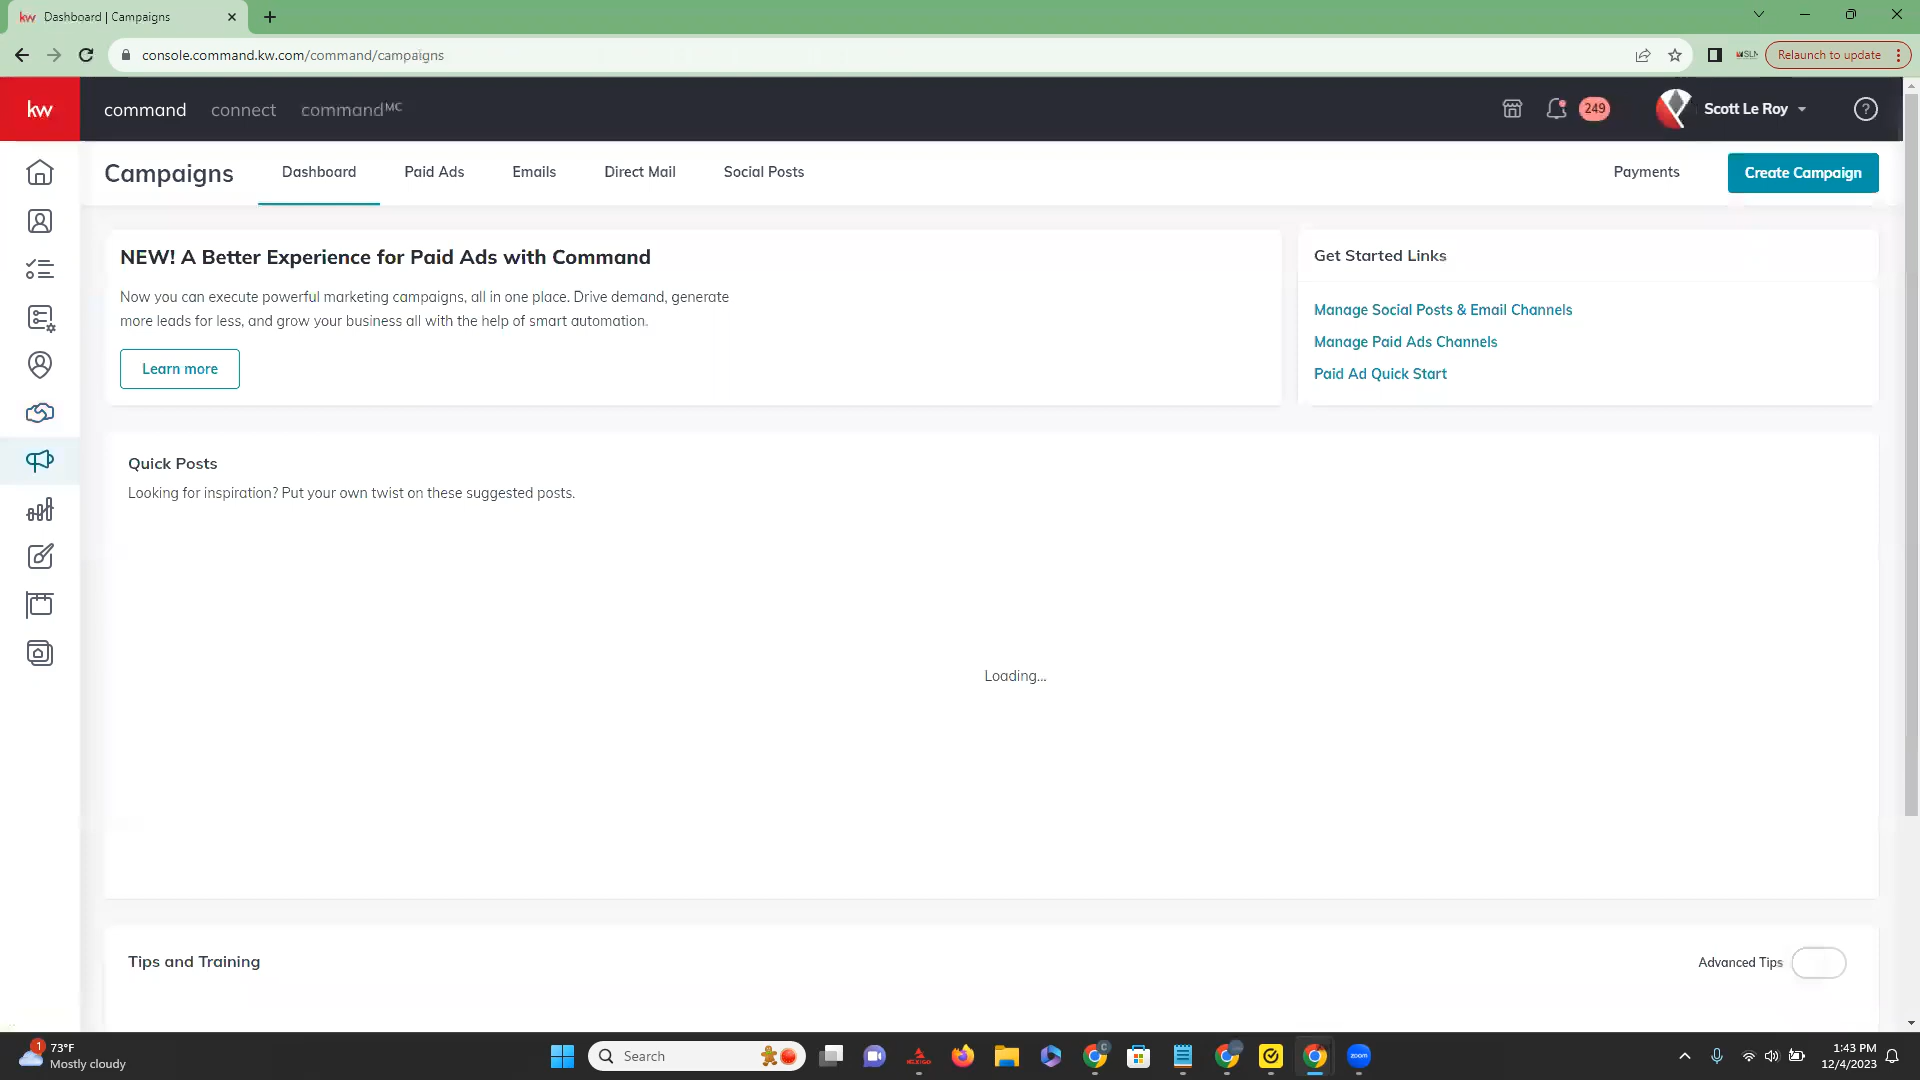 kw Dashboard | Campaigns
console.command.kw.com/command/campaigns
Relaunch to update
kw command connect commandMC 249 Scott Le Roy ?
Campaigns Dashboard Paid Ads Emails Direct Mail Social Posts Payments Create Campaign
NEW! A Better Experience for Paid Ads with Command
Now you can execute powerful marketing campaigns, all in one place. Drive demand, generate
more leads for less, and grow your business all with the help of smart automation.
Learn more
Get Started Links
Manage Social Posts & Email Channels
Manage Paid Ads Channels
Paid Ad Quick Start
Quick Posts
Looking for inspiration? Put your own twist on these suggested posts.
Loading...
Tips and Training
Advanced Tips
1
73°F
Mostly cloudy
Search
C
zoom
1:43 PM
12/4/2023